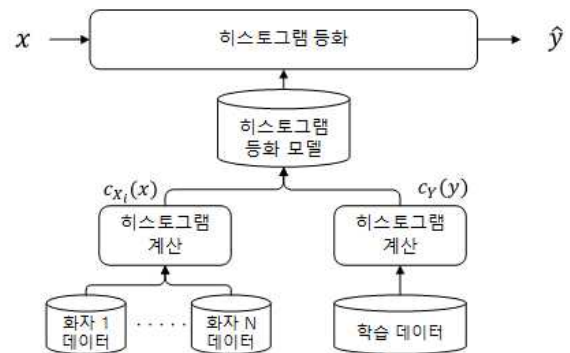 x
히스토그램 등화
ŷ
히스토그램
등화 모델
c_{X_i}(x)
c_Y(y)
히스토그램
계산
히스토그램
계산
화자 1
데이터
· · · · ·
화자 N
데이터
학습 데이터